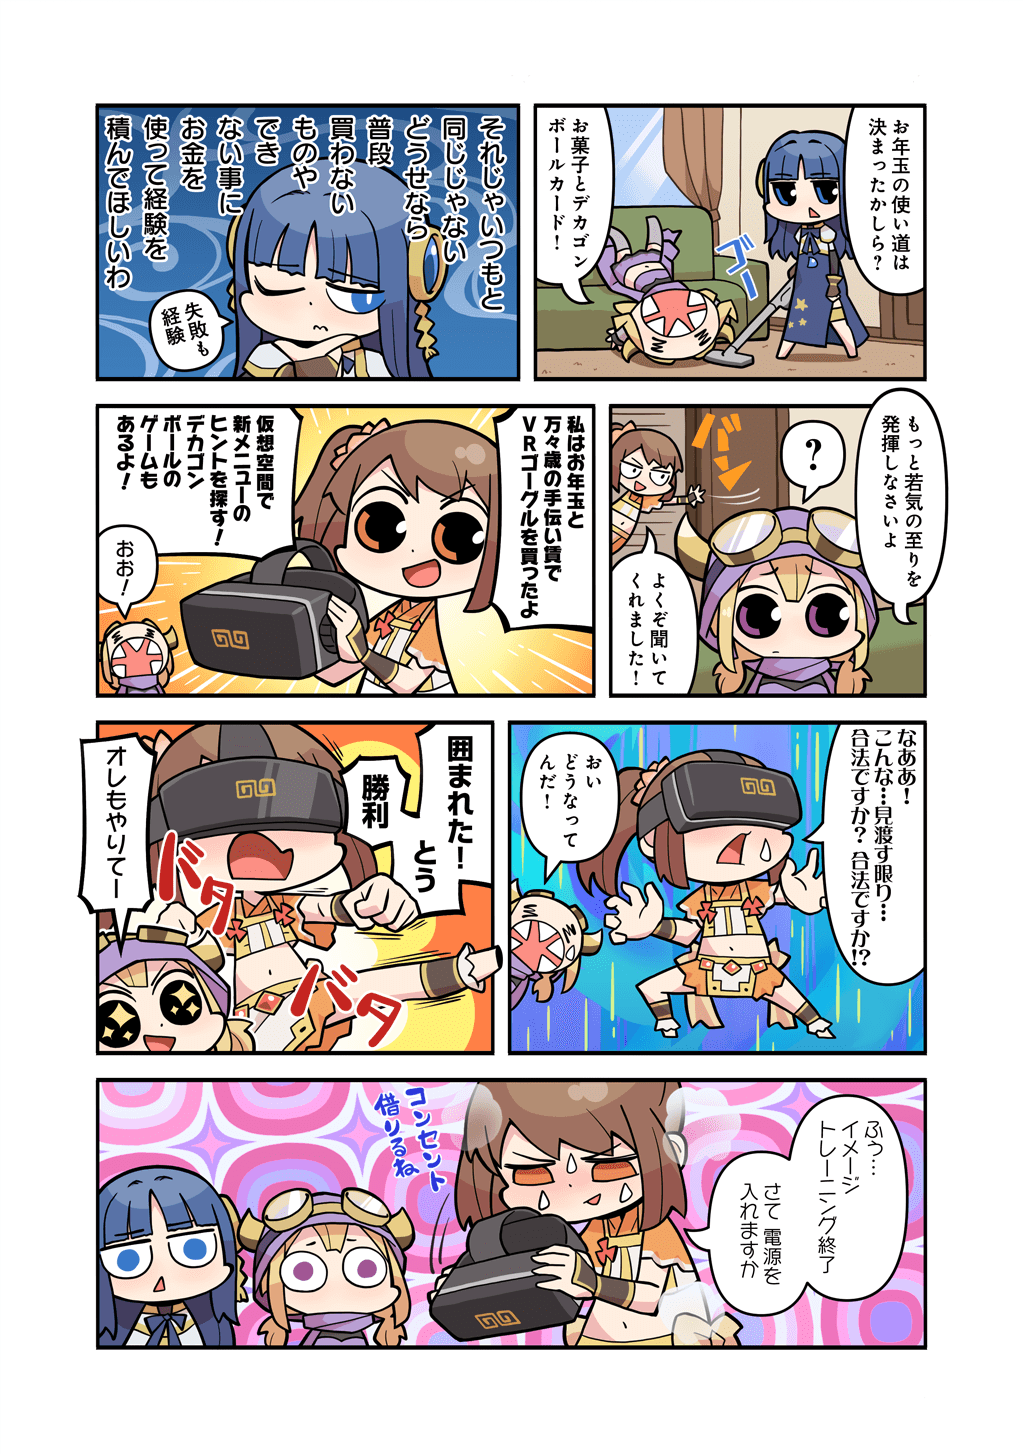 お年玉の使い道は
決まったかしら？
ゴー
お菓子とデカゴン
ボールカード！
それじゃいつもと
同じじゃない
どうせなら
普段
買わない
ものや
でき
ない事に
お金を
使って経験を
積んでほしいわ
失敗も
経験
もっと若気の至りを
発揮しなさいよ
？
バンッ
よくぞ聞いて
くれました！
私はお年玉と
万々歳の手伝い賃で
VRゴーグルを買ったよ
仮想空間で
新メニューの
ヒントを探す！
デカゴン
ボールの
ゲームも
あるよ！
おお！
なああ！
こんな…見渡す限り…
合法ですか？合法ですか!?
おい
どうなって
んだ！
囲まれた！
とう
勝利
バタ
バタ
オレもやりてー
ふぅ…
イメージ
トレーニング終了
さて 電源を
入れますか
コンセント
借りるね